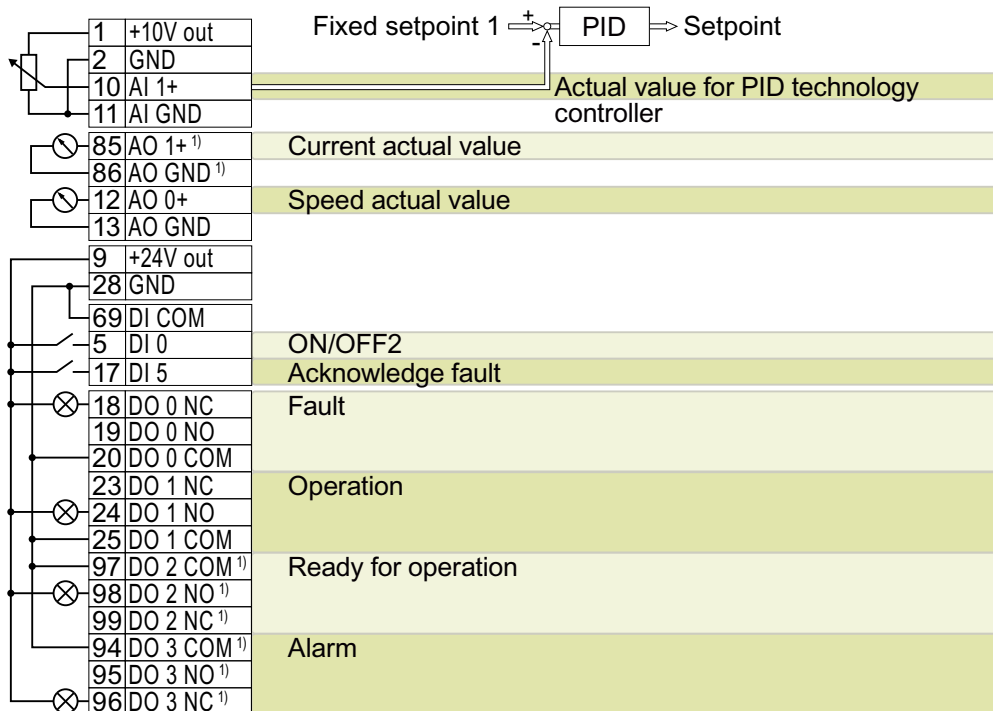 Fixed setpoint 1 + - PID Setpoint
1 +10V out
2 GND
10 AI 1+ Actual value for PID technology
controller
11 AI GND
85 AO 1+ 1) Current actual value
86 AO GND 1)
12 AO 0+ Speed actual value
13 AO GND
9 +24V out
28 GND
69 DI COM
5 DI 0 ON/OFF2
17 DI 5 Acknowledge fault
18 DO 0 NC Fault
19 DO 0 NO
20 DO 0 COM
23 DO 1 NC Operation
24 DO 1 NO
25 DO 1 COM
97 DO 2 COM 1) Ready for operation
98 DO 2 NO 1)
99 DO 2 NC 1)
94 DO 3 COM 1) Alarm
95 DO 3 NO 1)
96 DO 3 NC 1)